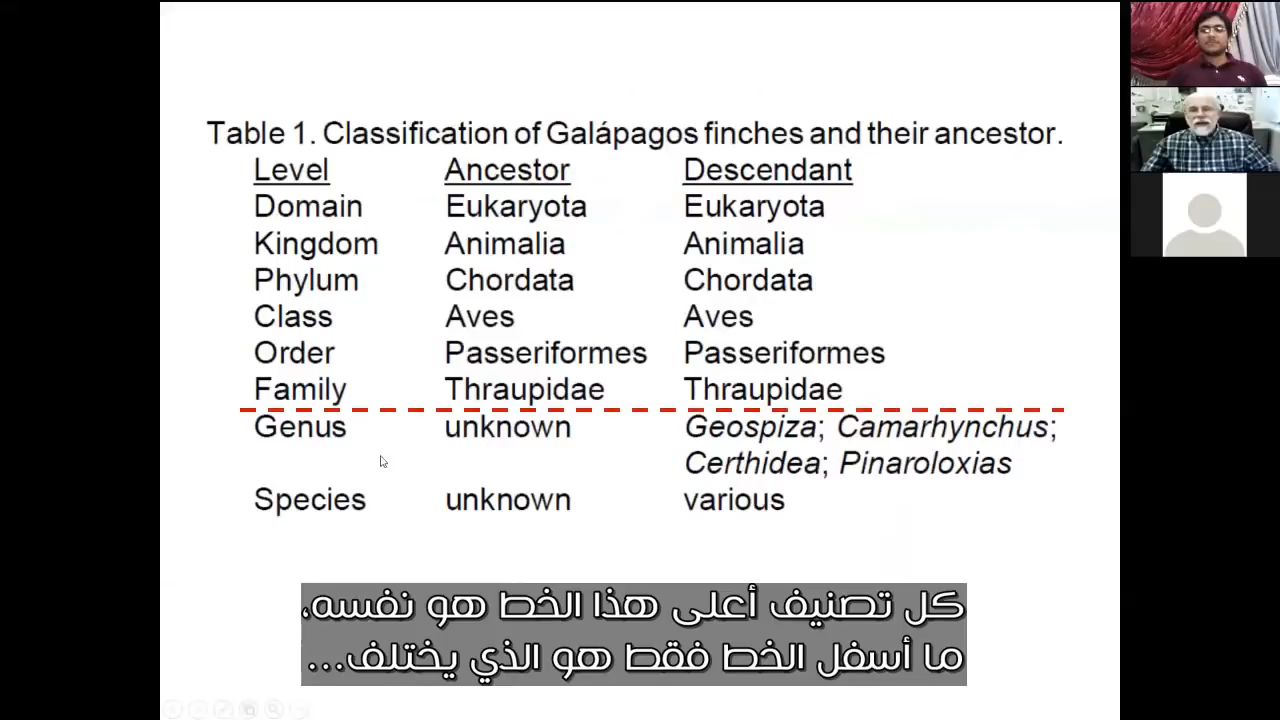 Table 1. Classification of Galápagos finches and their ancestor.
Level Ancestor Descendant
Domain Eukaryota Eukaryota
Kingdom Animalia Animalia
Phylum Chordata Chordata
Class Aves Aves
Order Passeriformes Passeriformes
Family Thraupidae Thraupidae
Genus unknown Geospiza; Camarhynchus;
Certhidea; Pinaroloxias
Species unknown various
كل تصنيف أعلى هذا الخط هو نفسه،
ما أسفل الخط فقط هو الذي يختلف...